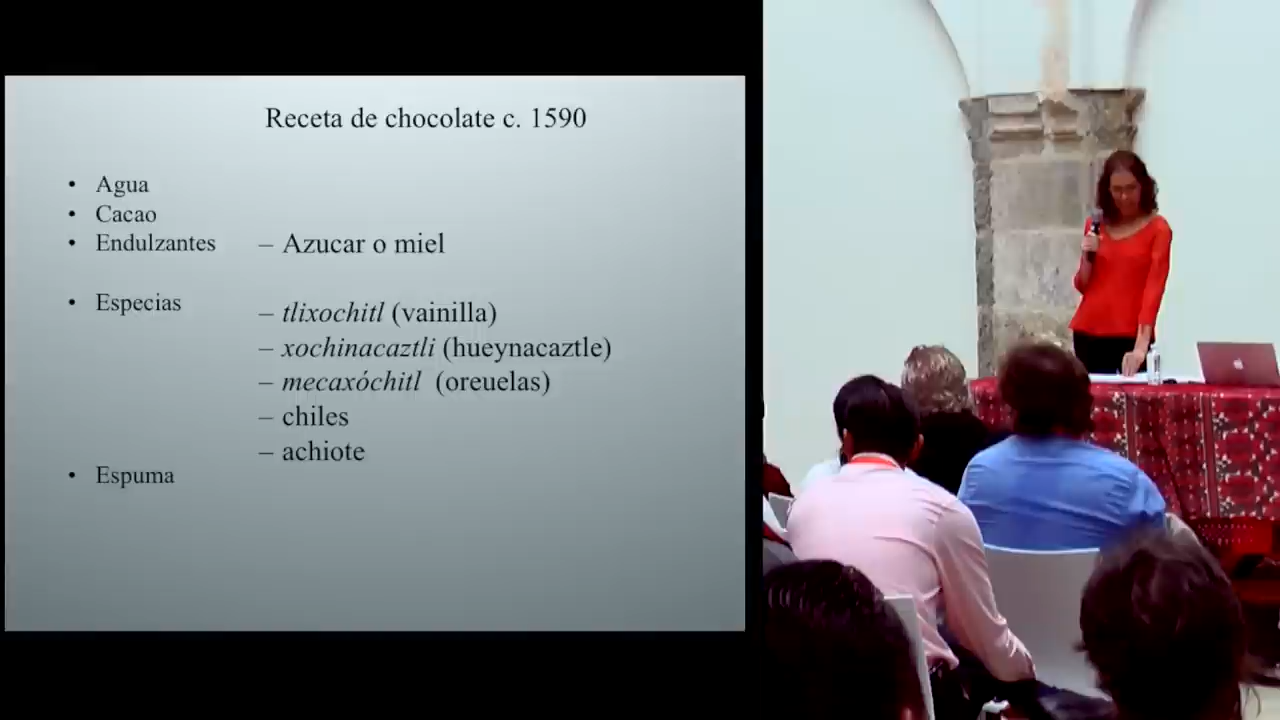 Receta de chocolate c. 1590
• Agua
• Cacao
• Endulzantes – Azucar o miel
• Especias
– tlixochitl (vainilla)
– xochinacaztli (hueynacaztle)
– mecaxóchitl (oreuelas)
– chiles
– achiote
• Espuma